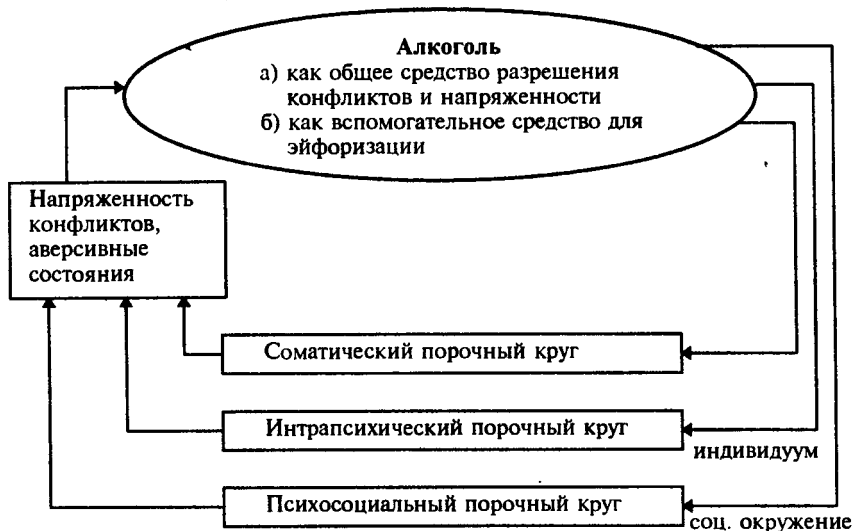 Алкоголь
а) как общее средство разрешения
конфликтов и напряженности
б) как вспомогательное средство для
эйфоризации
Напряженность
конфликтов,
аверсивные
состояния
Соматический порочный круг
Интрапсихический порочный круг
индивидуум
Психосоциальный порочный круг
соц. окружение